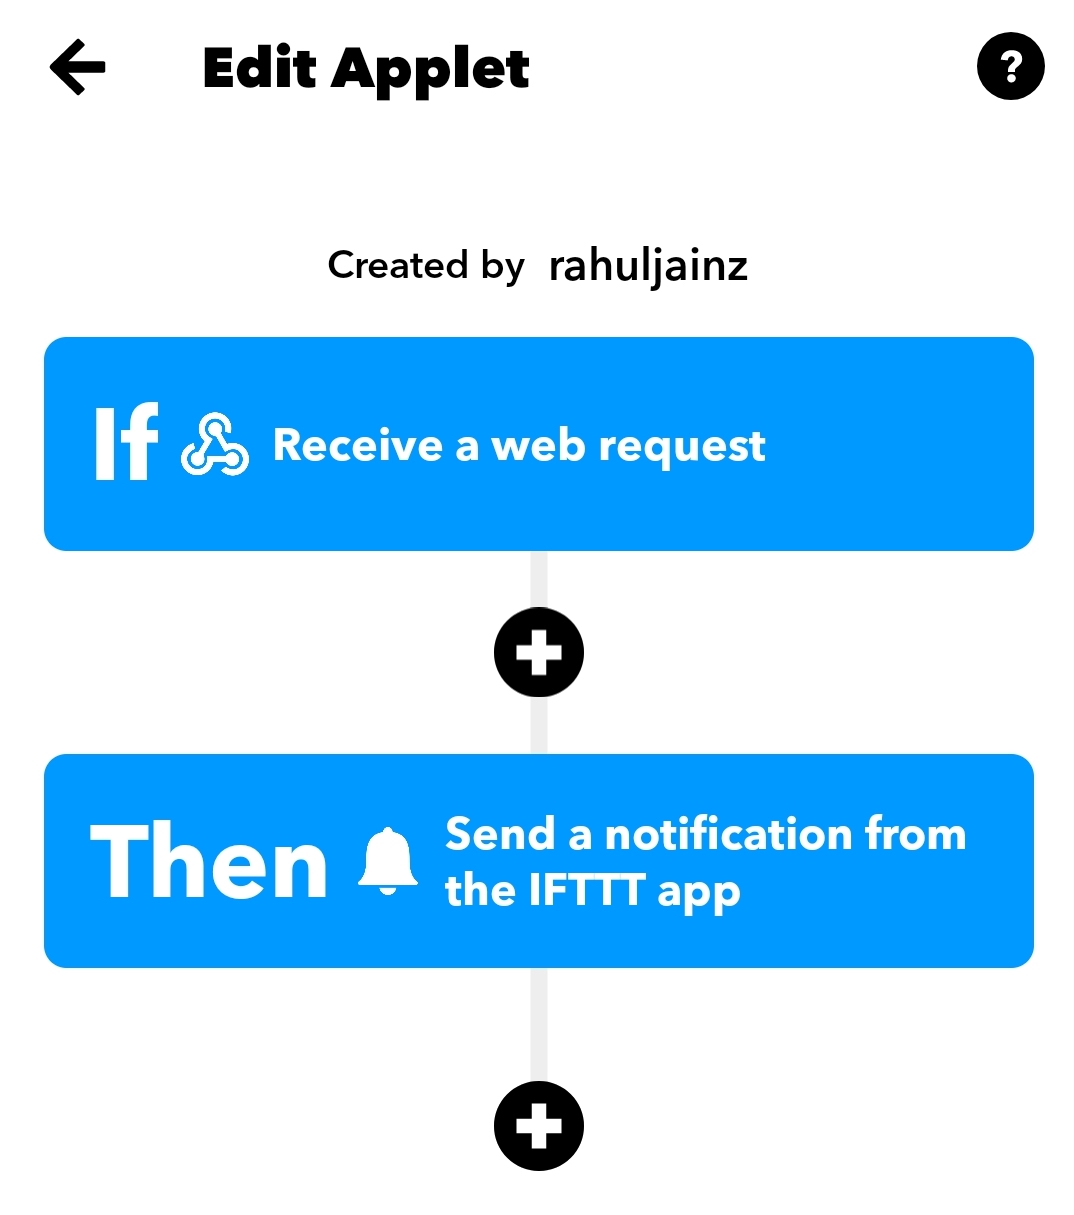 Edit Applet
?
Created by rahuljainz
If Receive a web request
Then Send a notification from
the IFTTT app